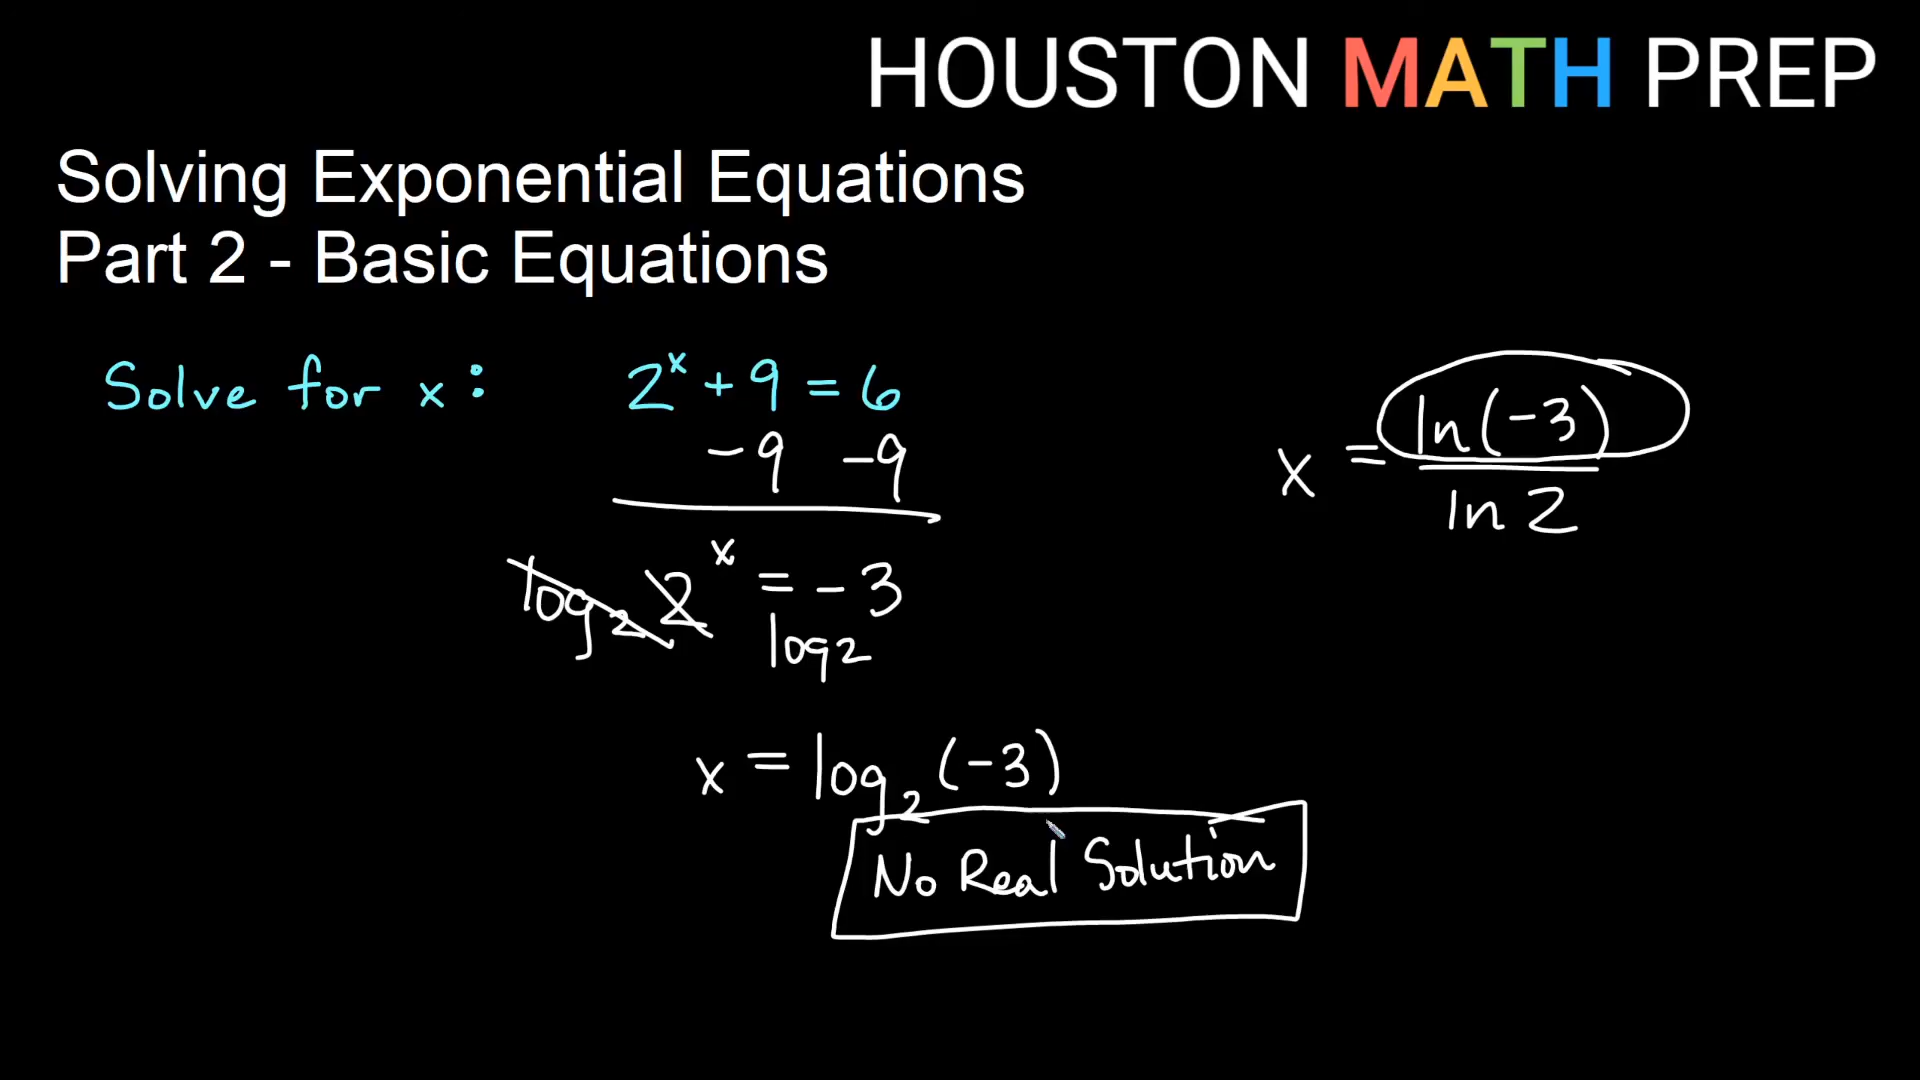 HOUSTON MATH PREP
Solving Exponential Equations
Part 2 - Basic Equations
Solve for x: 2^x + 9 = 6
-9 -9
log₂ 2^x = -3
log₂
x = log₂ (-3)
No Real Solution
x = ln(-3)
ln 2